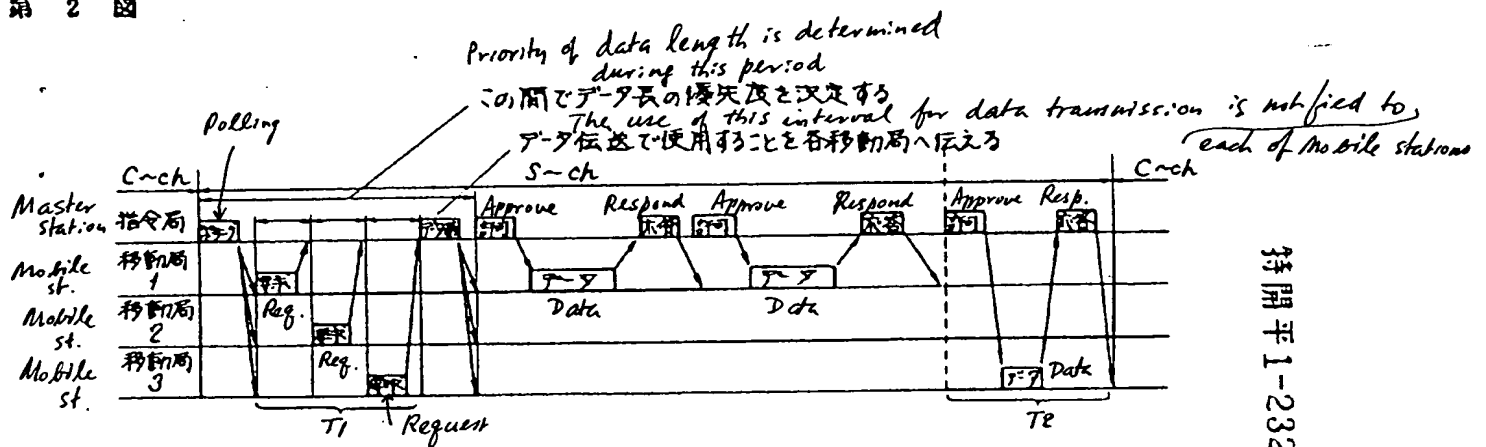 第 2 図
Priority of data length is determined
during this period
この間でデータ長の優先度を決定する
The use of this interval for data transmission is notified to
データ伝送で使用することを各移動局へ伝える
each of Mobile stations
Polling
C~ch
S~ch
C~ch
Master
station
指令局
Approve
Respond
Approve
Respond
Approve
Resp.
許可
応答
許可
応答
許可
応答
Mobile
st.
移動局
1
要求
データ
データ
Req.
Data
Data
Mobile
st.
移動局
2
要求
Req.
Mobile
st.
移動局
3
要求
データ
Data
T1
Request
T2
特開平1-232